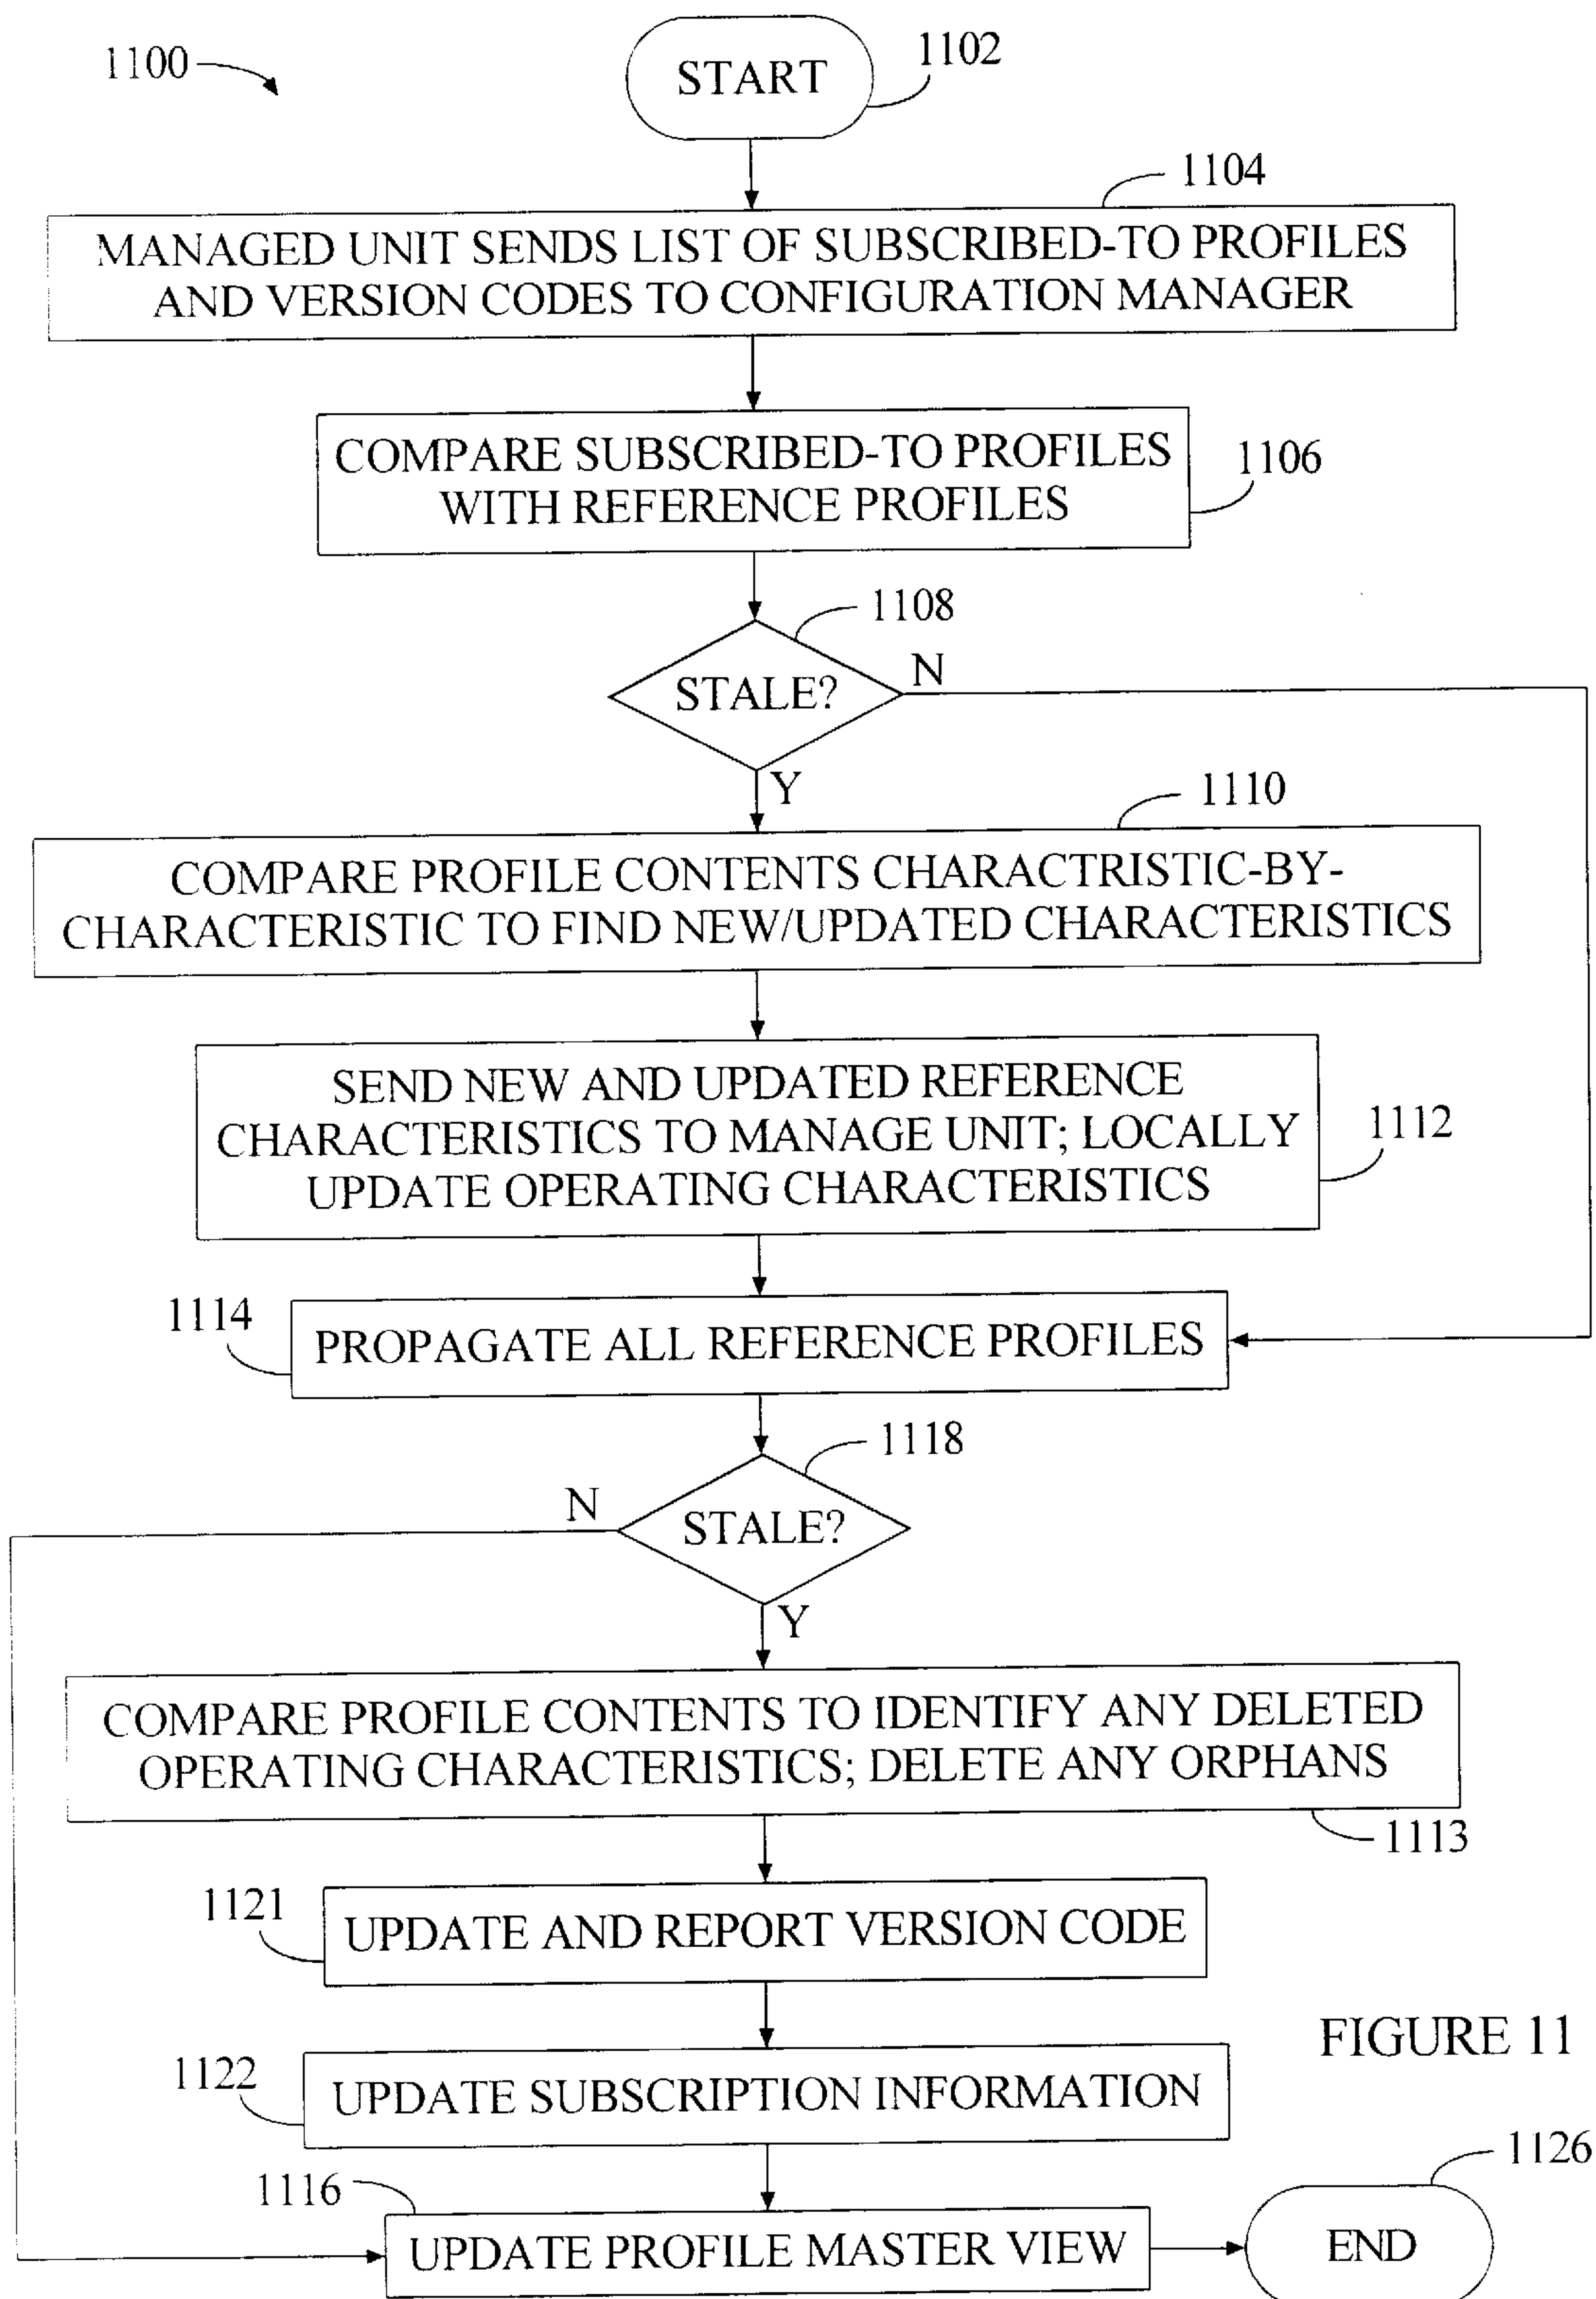 1100
START
1102
1104
MANAGED UNIT SENDS LIST OF SUBSCRIBED-TO PROFILES
AND VERSION CODES TO CONFIGURATION MANAGER
COMPARE SUBSCRIBED-TO PROFILES
WITH REFERENCE PROFILES
1106
1108
STALE?
N
Y
1110
COMPARE PROFILE CONTENTS CHARACTRISTIC-BY-
CHARACTERISTIC TO FIND NEW/UPDATED CHARACTERISTICS
SEND NEW AND UPDATED REFERENCE
CHARACTERISTICS TO MANAGE UNIT; LOCALLY
UPDATE OPERATING CHARACTERISTICS
1112
1114
PROPAGATE ALL REFERENCE PROFILES
1118
N
STALE?
Y
COMPARE PROFILE CONTENTS TO IDENTIFY ANY DELETED
OPERATING CHARACTERISTICS; DELETE ANY ORPHANS
1113
1121
UPDATE AND REPORT VERSION CODE
FIGURE 11
1122
UPDATE SUBSCRIPTION INFORMATION
1126
1116
UPDATE PROFILE MASTER VIEW
END